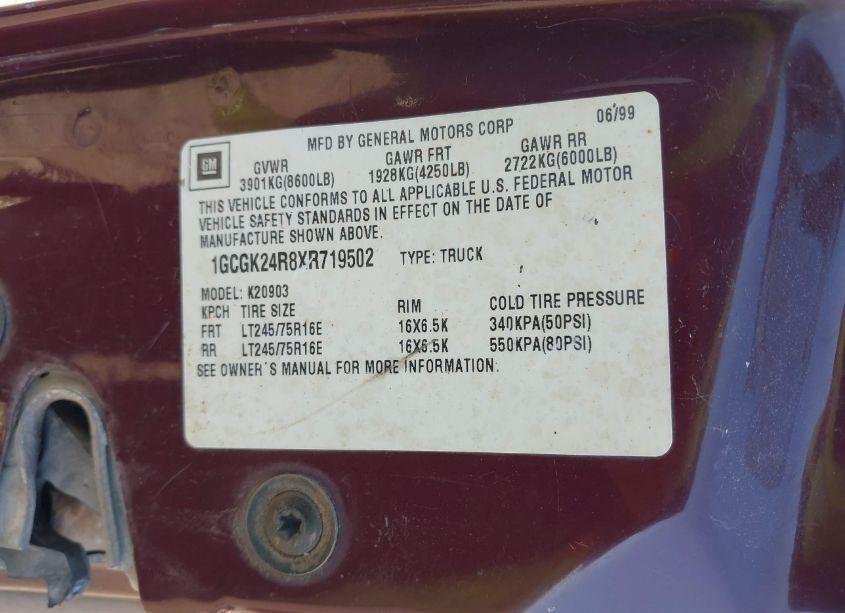 06/99
MFD BY GENERAL MOTORS CORP
GM
GVWR GAWR FRT GAWR RR
3901KG(8600LB) 1928KG(4250LB) 2722KG(6000LB)
THIS VEHICLE CONFORMS TO ALL APPLICABLE U.S. FEDERAL MOTOR
VEHICLE SAFETY STANDARDS IN EFFECT ON THE DATE OF
MANUFACTURE SHOWN ABOVE.
1GCGK24R8XR719502 TYPE: TRUCK
MODEL: K20903
KPCH TIRE SIZE RIM COLD TIRE PRESSURE
FRT LT245/75R16E 16X6.5K 340KPA(50PSI)
RR LT245/75R16E 16X6.5K 550KPA(80PSI)
SEE OWNER'S MANUAL FOR MORE INFORMATION.